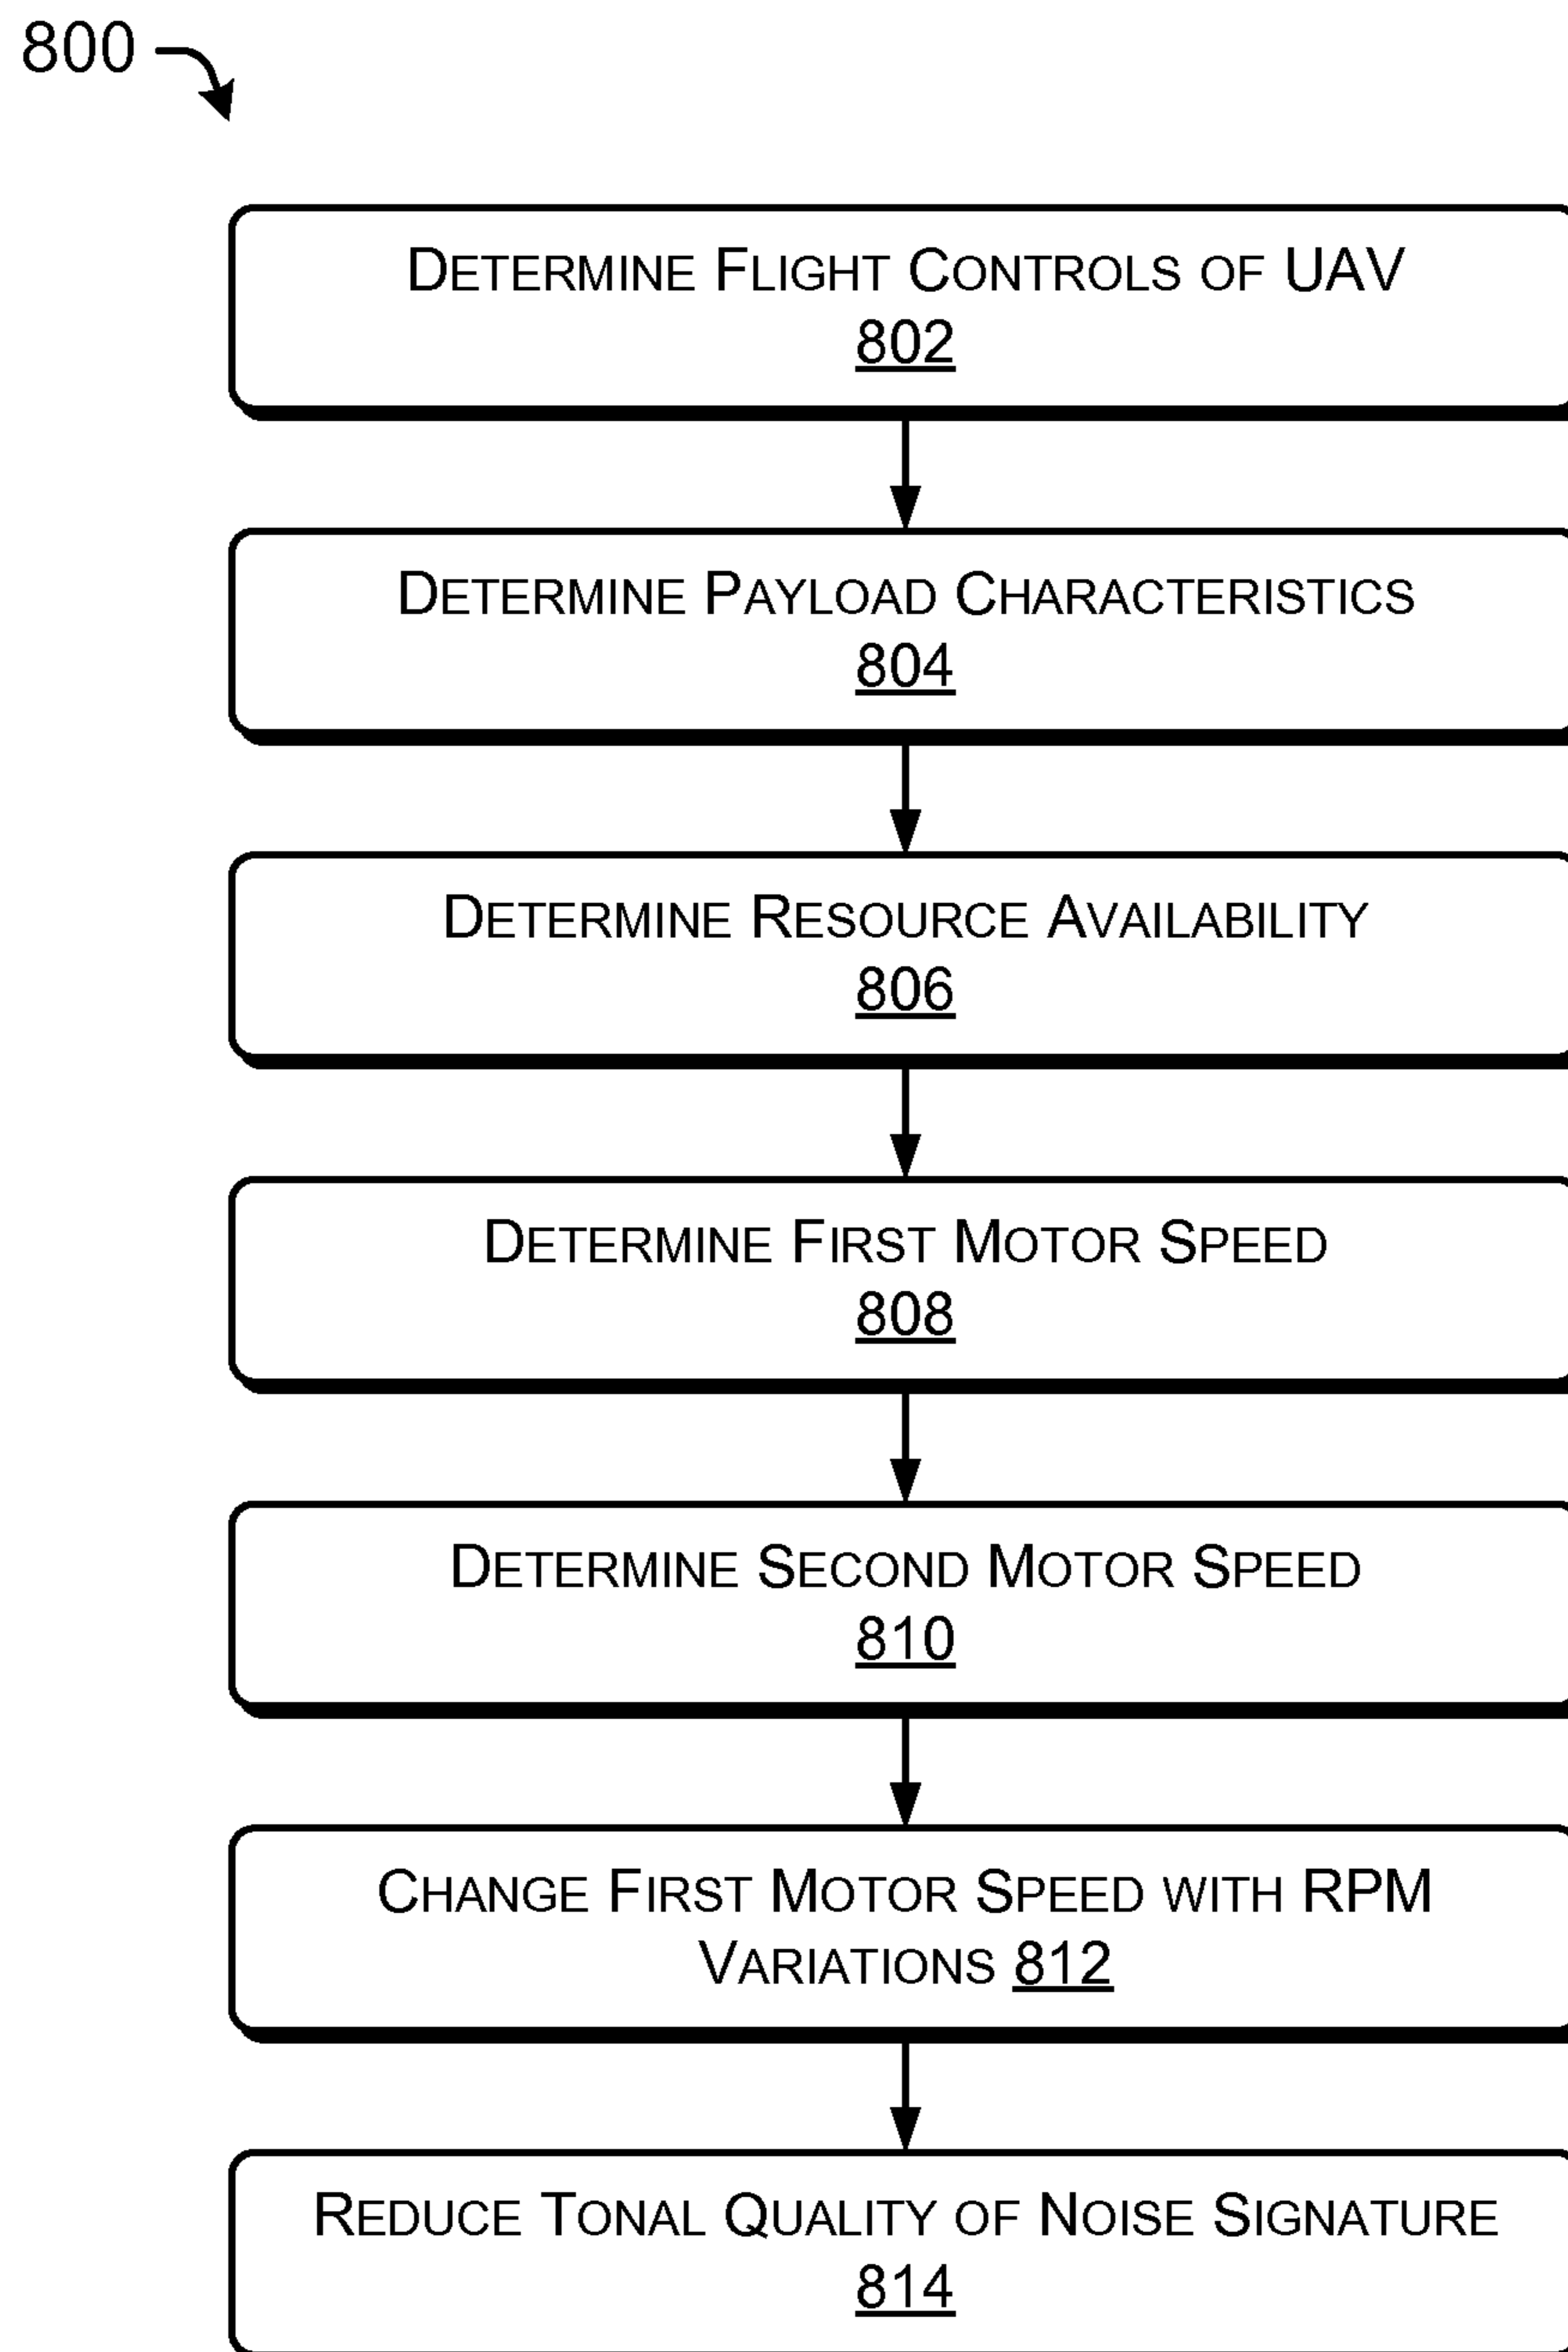 800
DETERMINE FLIGHT CONTROLS OF UAV
802
DETERMINE PAYLOAD CHARACTERISTICS
804
DETERMINE RESOURCE AVAILABILITY
806
DETERMINE FIRST MOTOR SPEED
808
DETERMINE SECOND MOTOR SPEED
810
CHANGE FIRST MOTOR SPEED WITH RPM
VARIATIONS 812
REDUCE TONAL QUALITY OF NOISE SIGNATURE
814